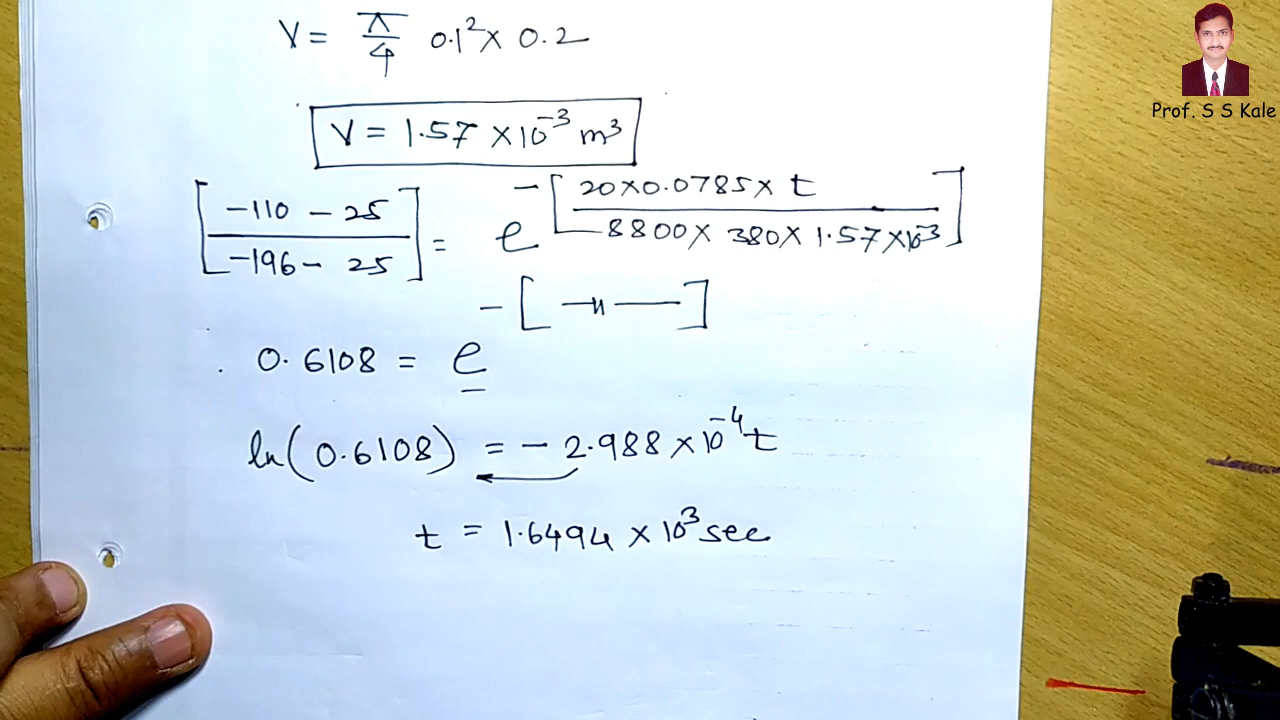 V = π/4 0.1² × 0.2
Prof. S S Kale
V = 1.57 × 10⁻³ m³
[(-110 - 25)/(-196 - 25)] = e^-[(20×0.0785× t)/(8800× 380× 1.57×10⁻³)]
0.6108 = e^-[ —〃— ]
ln(0.6108) = - 2.988 × 10⁻⁴ t
t = 1.6494 × 10³ sec